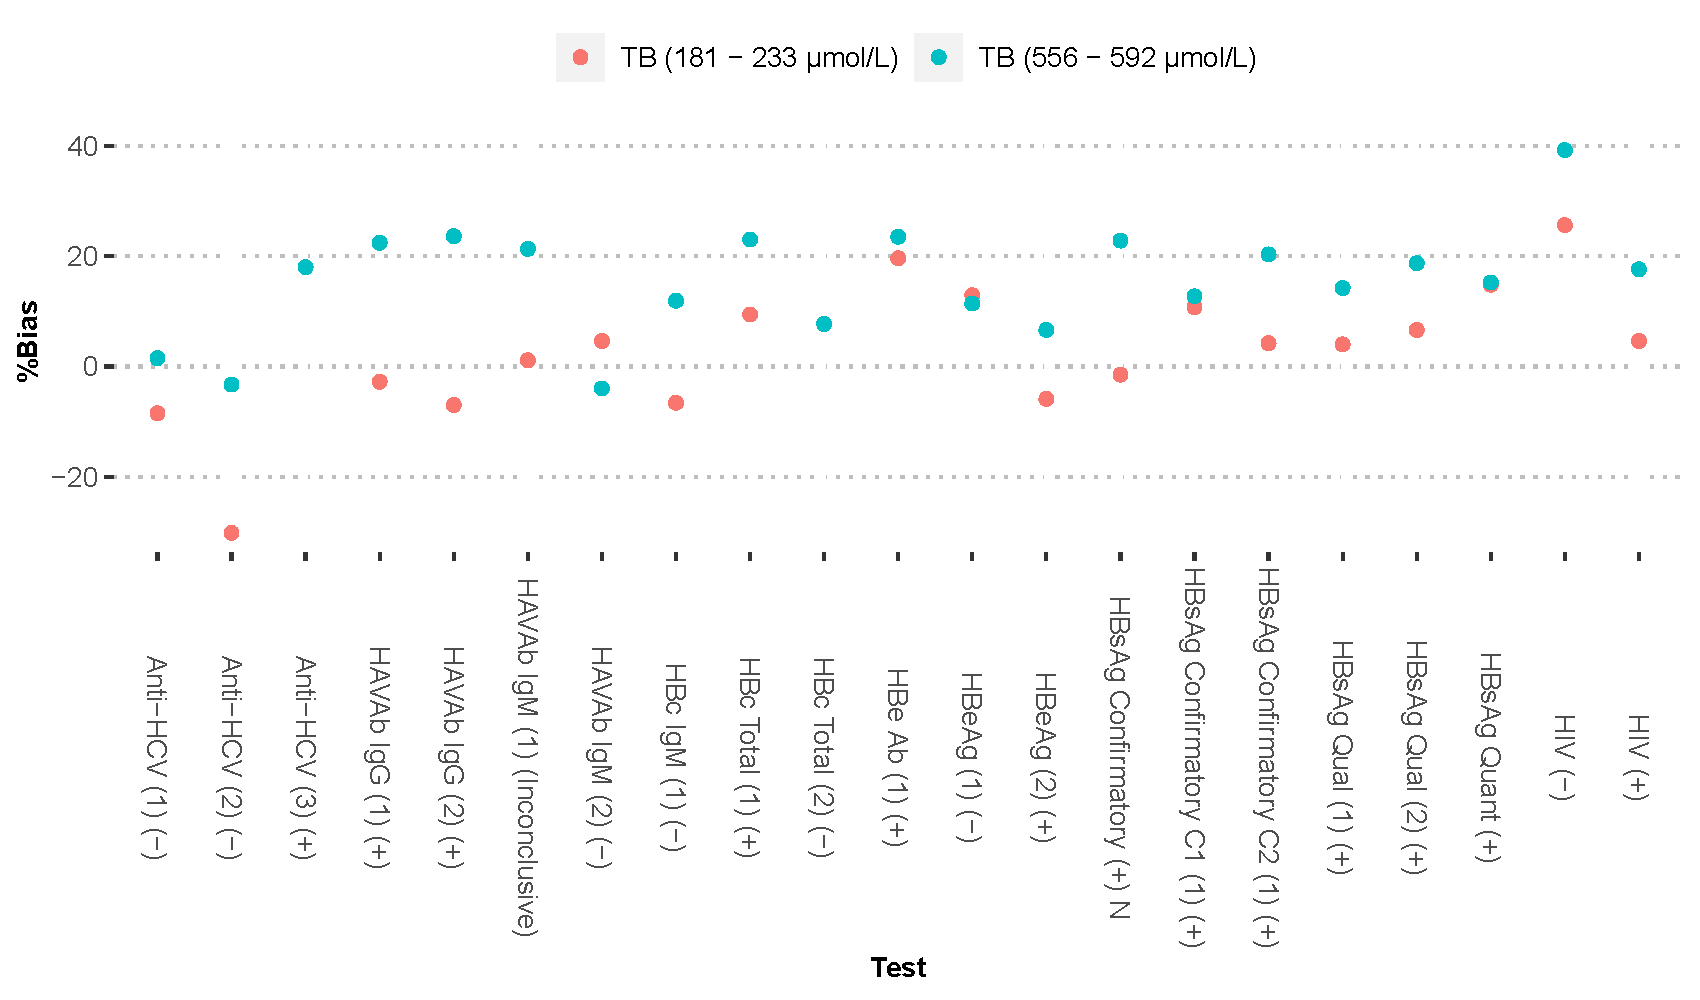 TB (181 − 233 µmol/L)
TB (556 − 592 µmol/L)
%Bias
40
20
0
−20
Anti−HCV (1) (−)
Anti−HCV (2) (−)
Anti−HCV (3) (+)
HAVAb IgG (1) (+)
HAVAb IgG (2) (+)
HAVAb IgM (1) (Inconclusive)
HAVAb IgM (2) (−)
HBc IgM (1) (−)
HBc Total (1) (+)
HBc Total (2) (−)
HBe Ab (1) (+)
HBeAg (1) (−)
HBeAg (2) (+)
HBsAg Confirmatory (+) N
HBsAg Confirmatory C1 (1) (+)
HBsAg Confirmatory C2 (1) (+)
HBsAg Qual (1) (+)
HBsAg Qual (2) (+)
HBsAg Quant (+)
HIV (−)
HIV (+)
Test